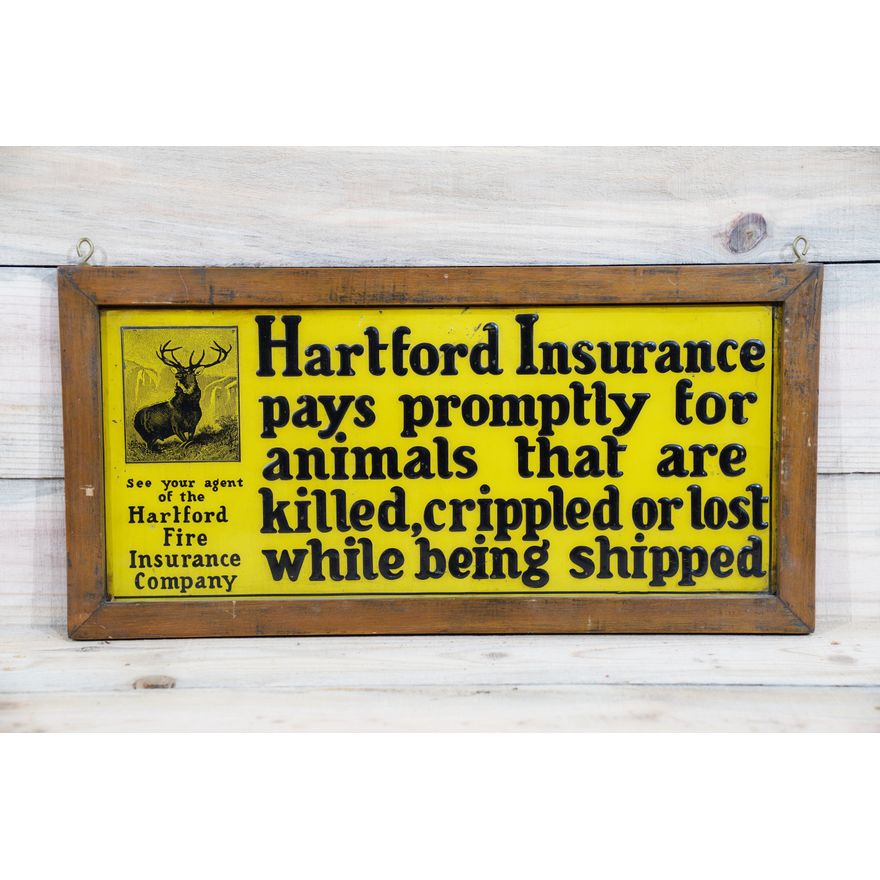 Hartford Insurance
pays promptly for
animals that are
killed, crippled or lost
while being shipped
See your agent
of the
Hartford
Fire
Insurance
Company